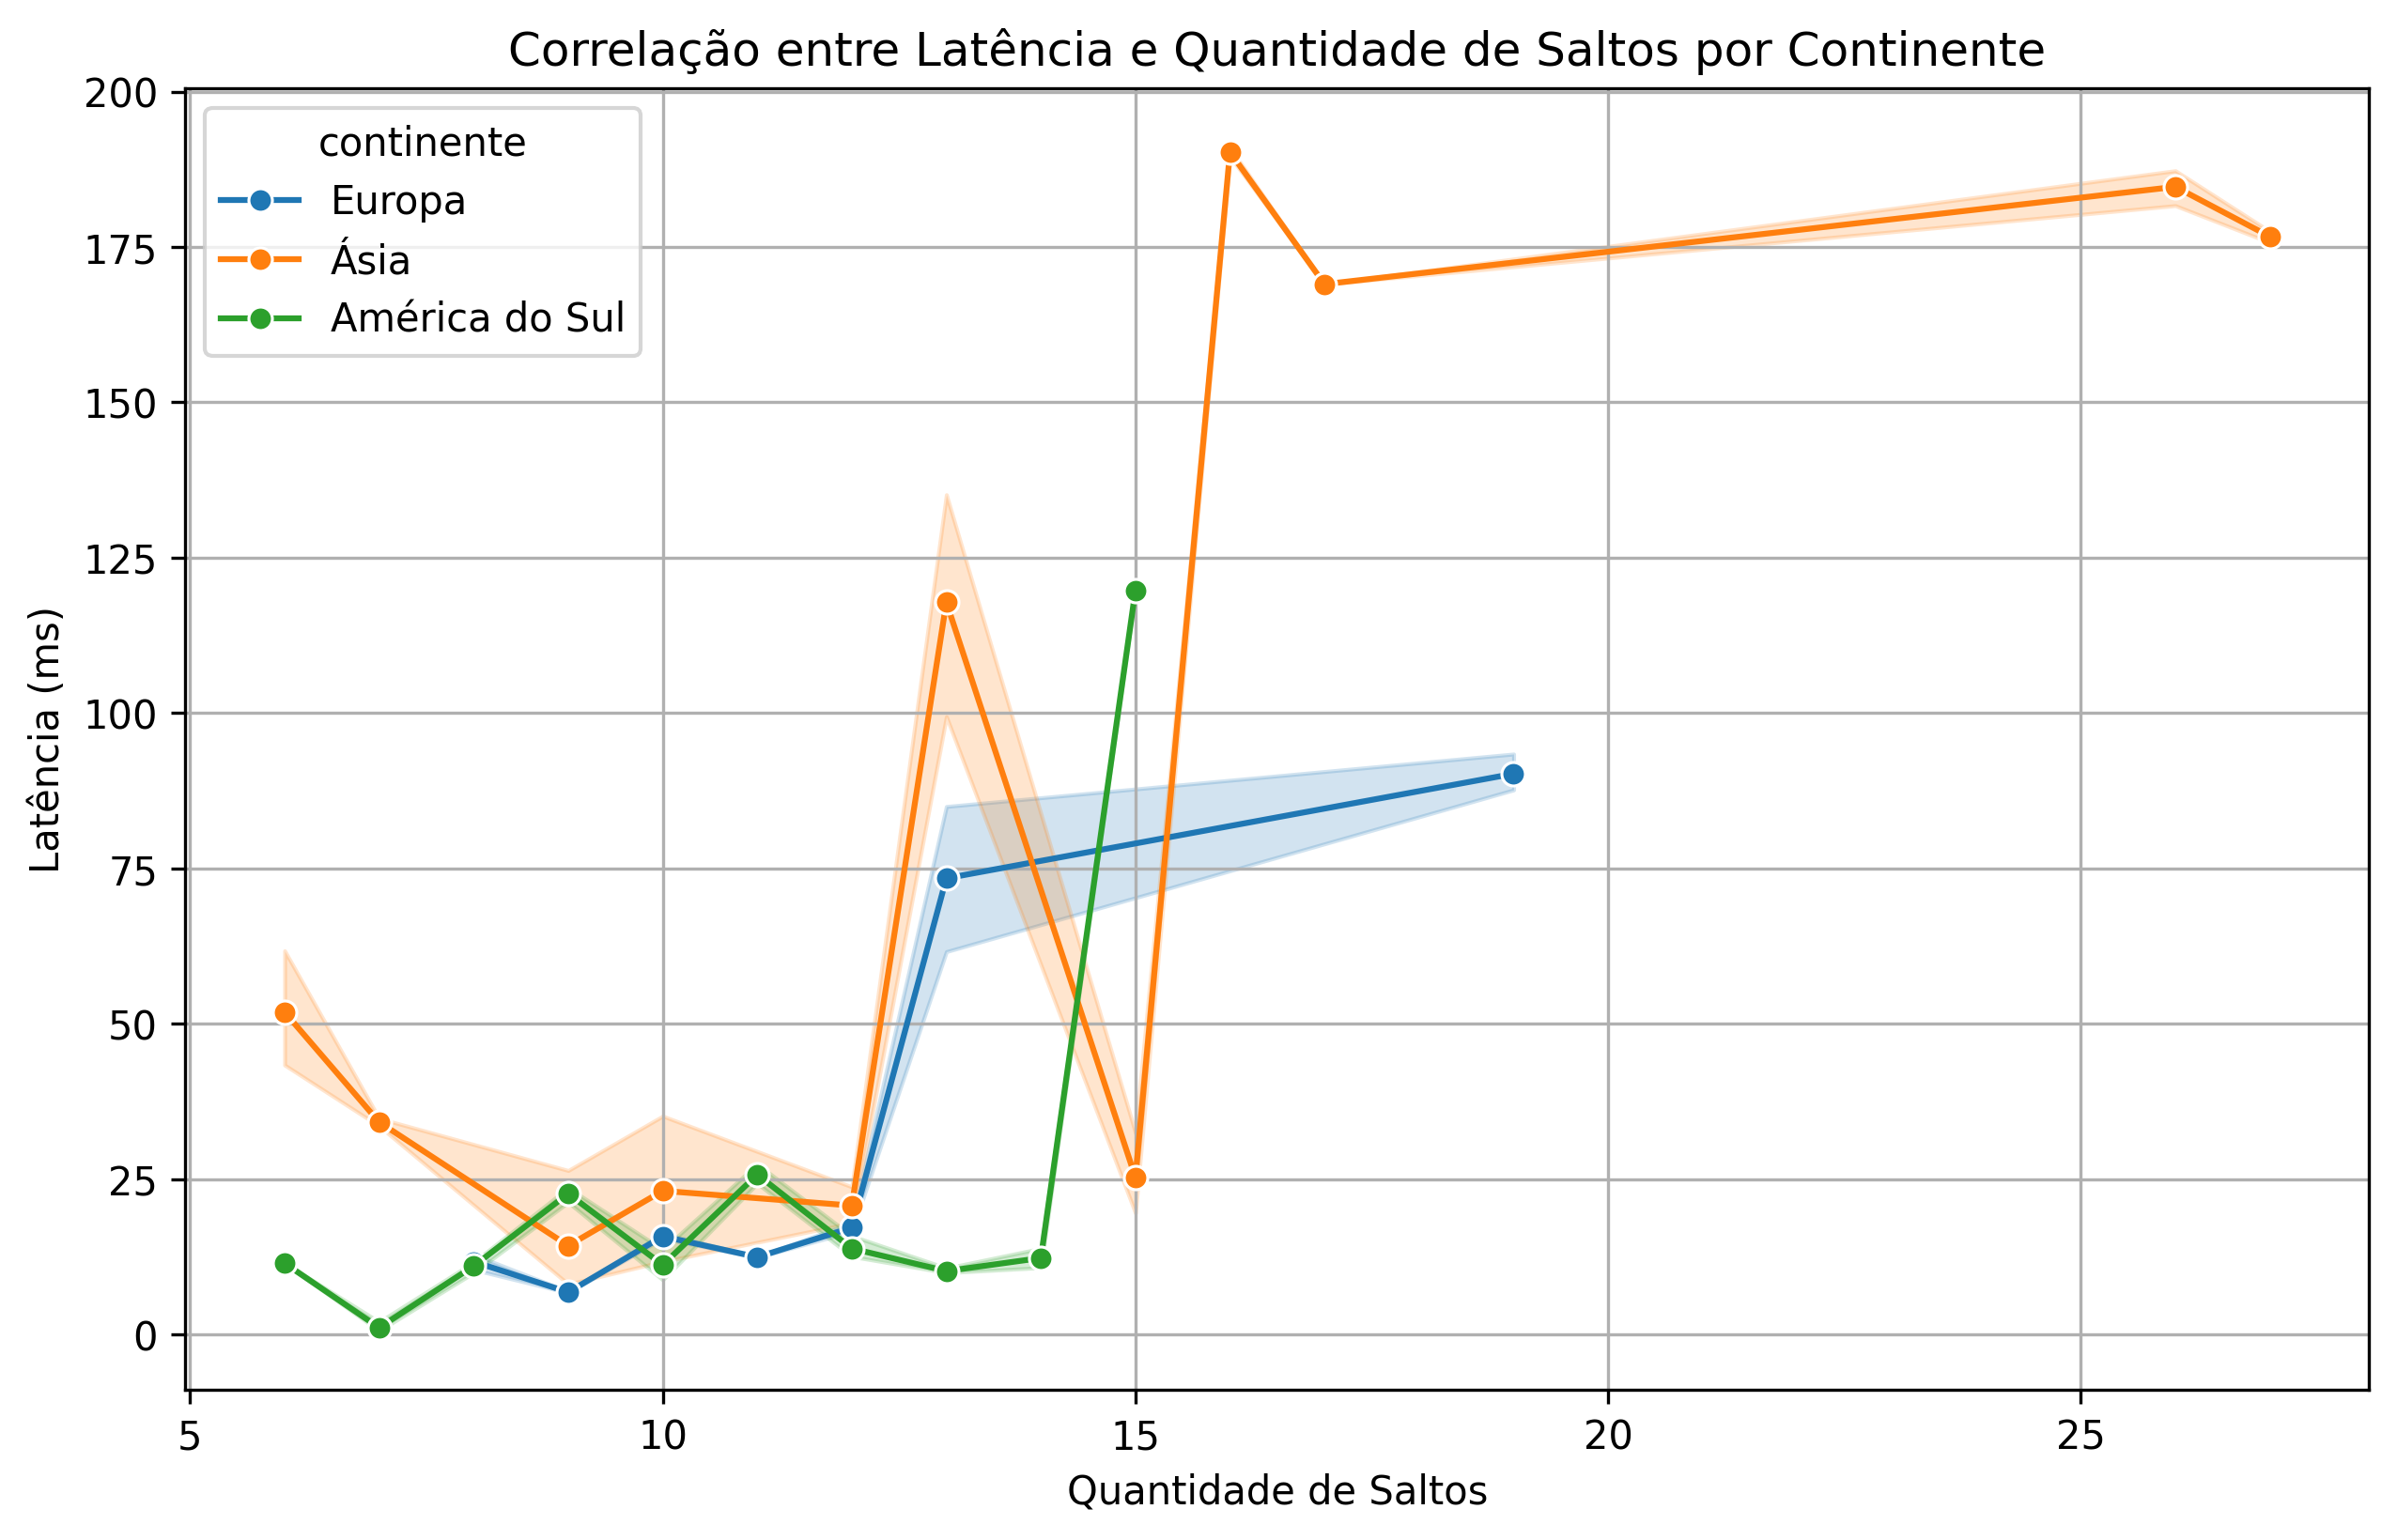 Correlação entre Latência e Quantidade de Saltos por Continente
200
175
150
125
100
75
50
25
0
Latência (ms)
continente
Europa
Ásia
América do Sul
5 10 15 20 25
Quantidade de Saltos